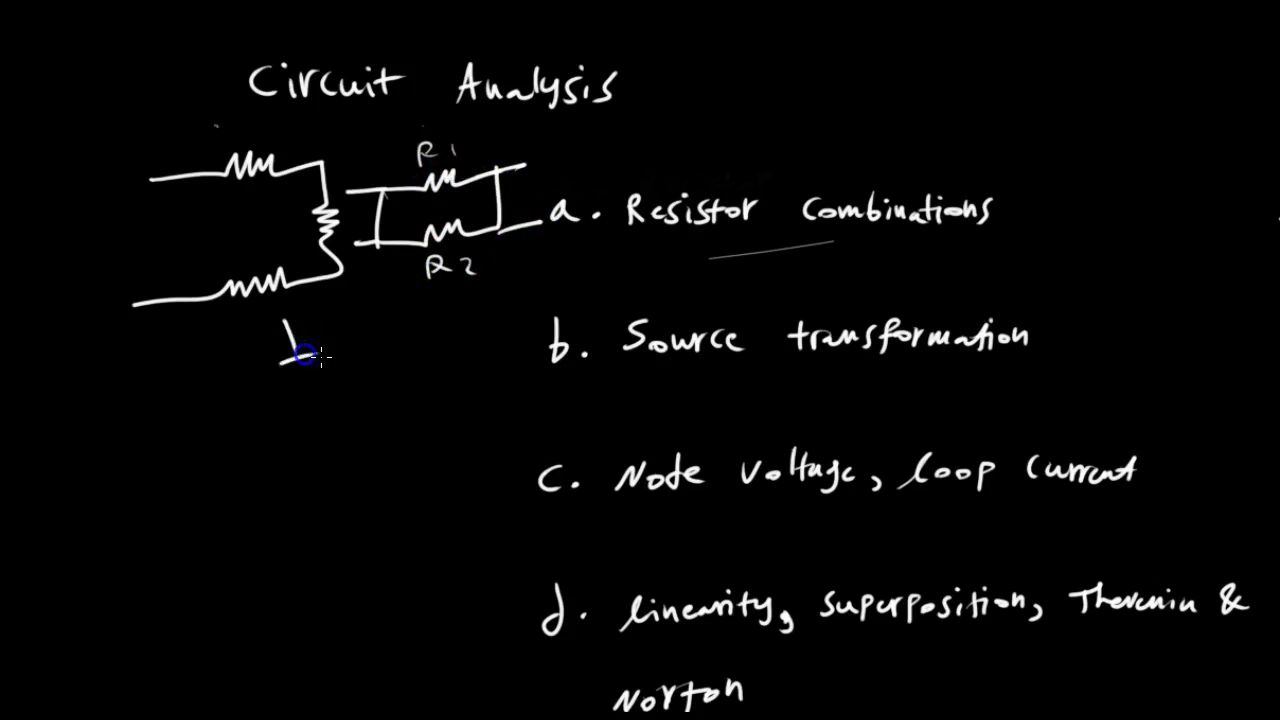 Circuit Analysis
R1
R2
a. Resistor Combinations
b. Source transformation
c. Node voltage, loop current
d. linearity, superposition, Thevenin &
Norton